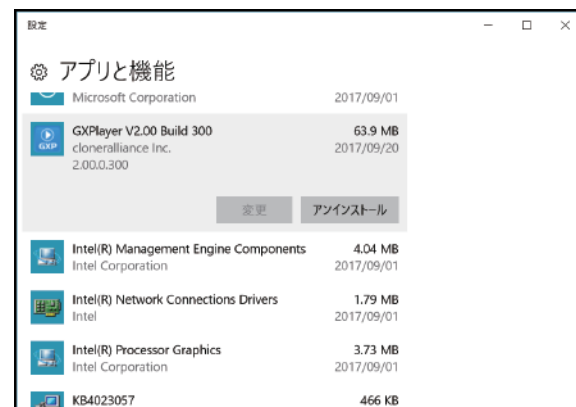 設定
アプリと機能
Microsoft Corporation 2017/09/01
GXPlayer V2.00 Build 300 63.9 MB
GXP cloneralliance Inc. 2017/09/20
2.00.0.300
変更 アンインストール
Intel(R) Management Engine Components 4.04 MB
Intel Corporation 2017/09/01
Intel(R) Network Connections Drivers 1.79 MB
Intel 2017/09/01
Intel(R) Processor Graphics 3.73 MB
Intel Corporation 2017/09/01
KB4023057 466 KB